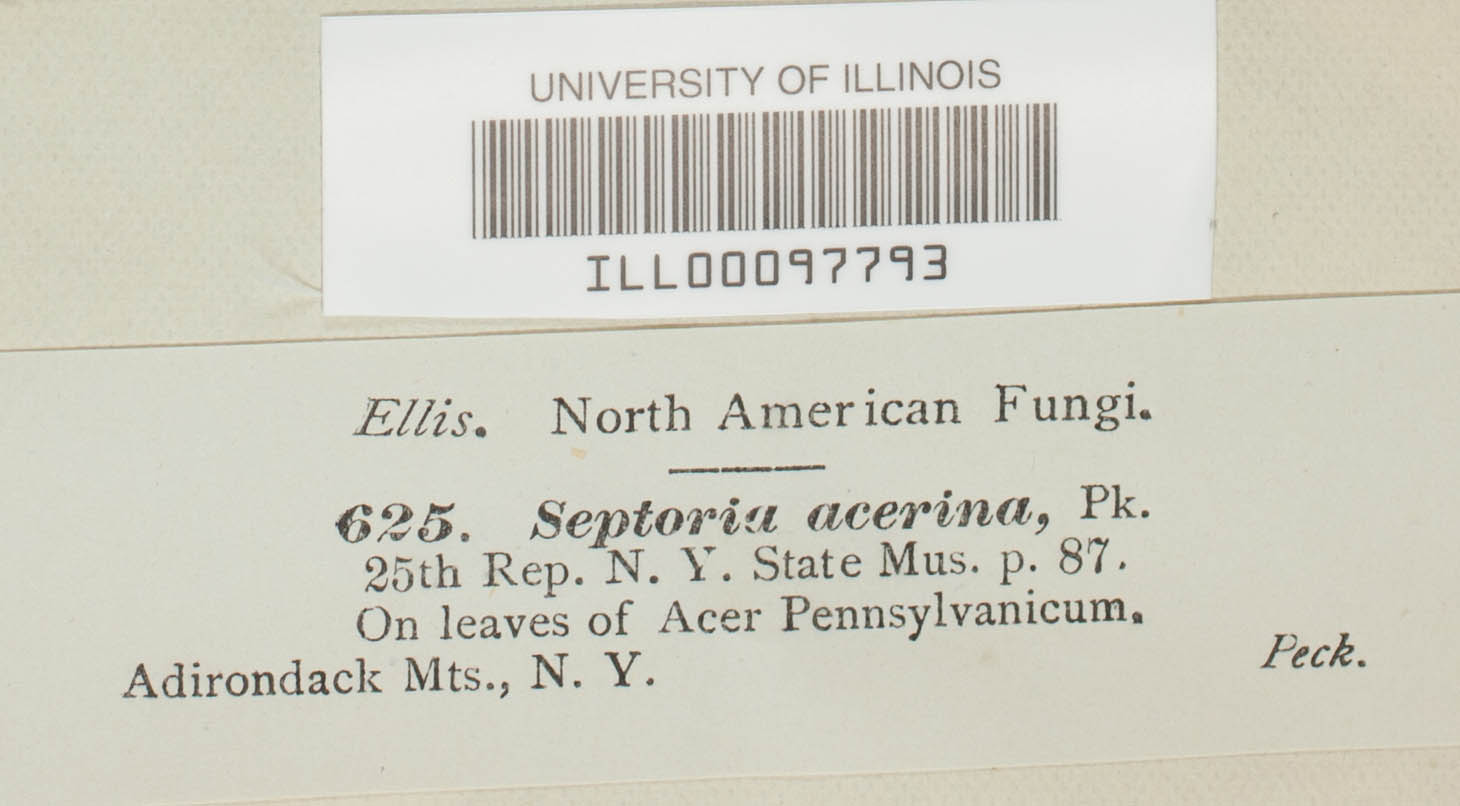 UNIVERSITY OF ILLINOIS
ILL00097793
Ellis. North American Fungi.
625. Septoria acerina, Pk.
25th Rep. N. Y. State Mus. p. 87.
On leaves of Acer Pennsylvanicum.
Adirondack Mts., N. Y. Peck.